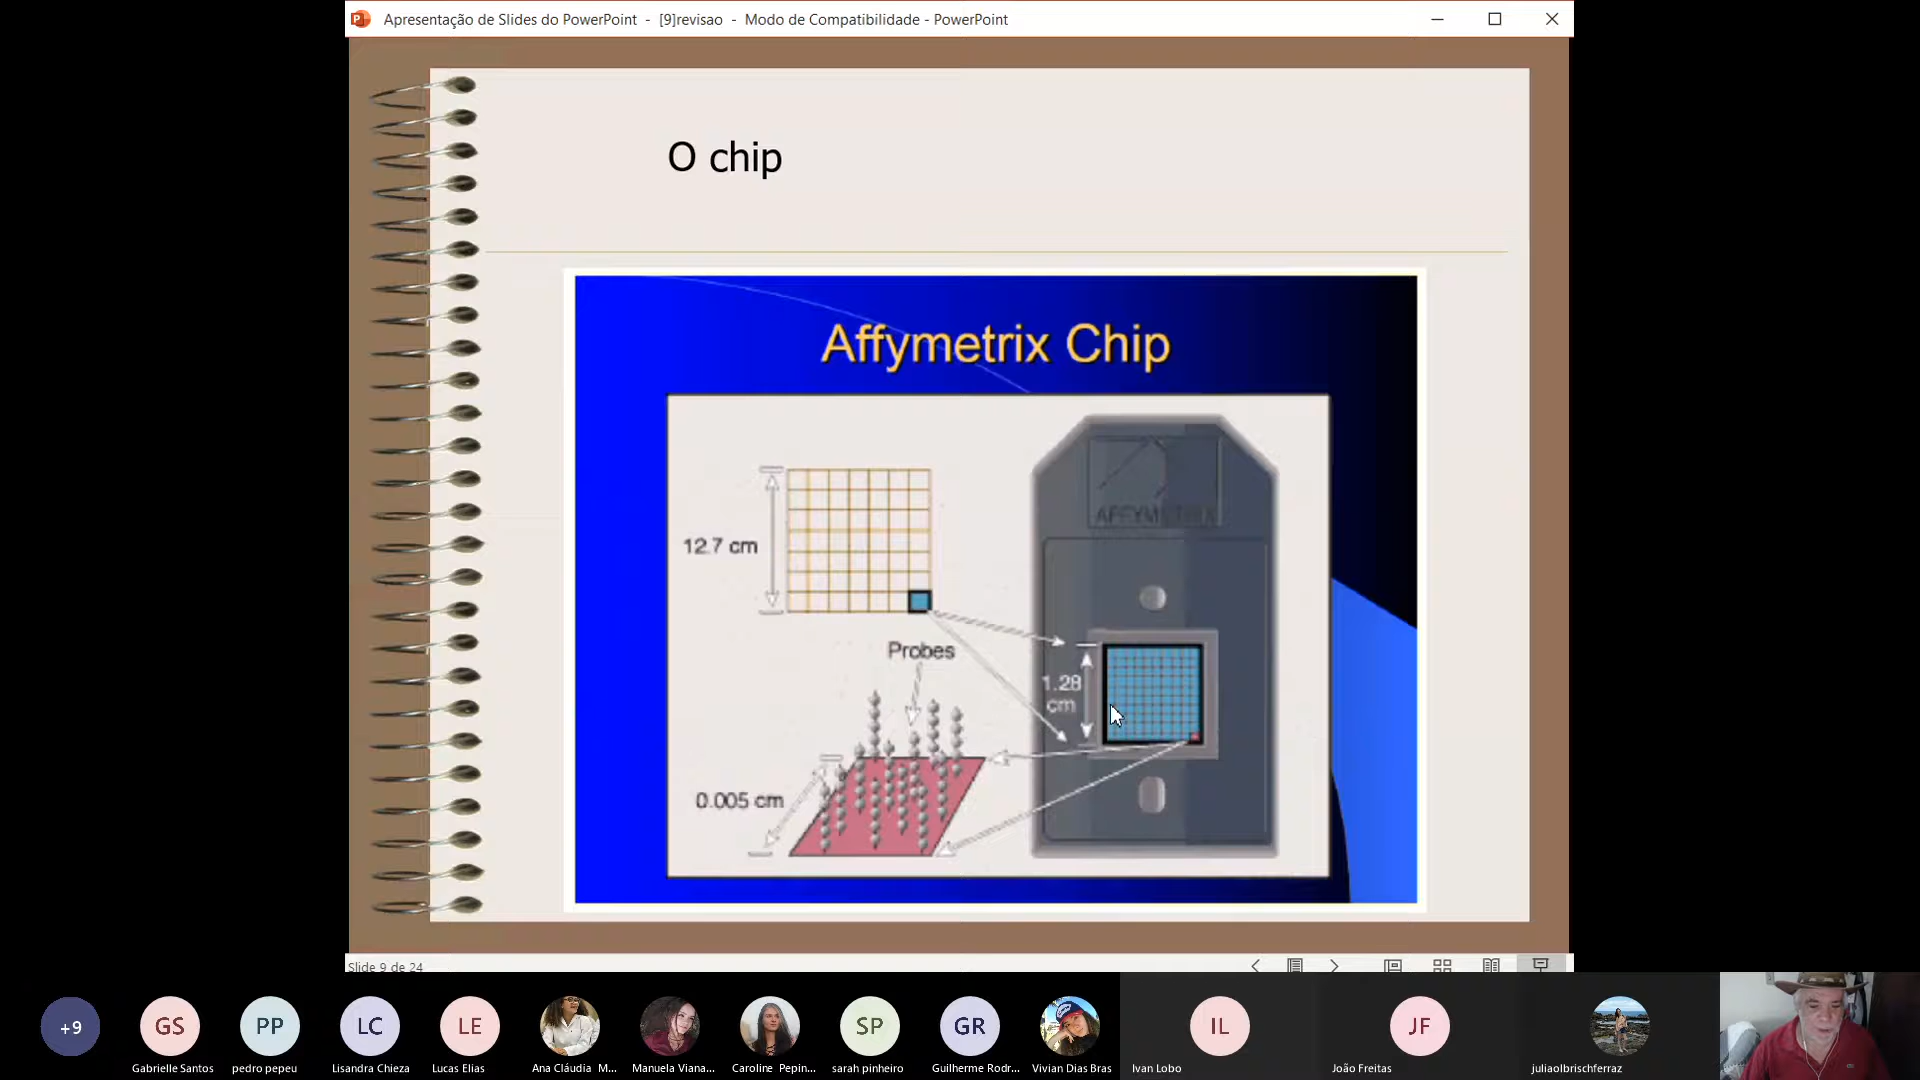 Apresentação de Slides do PowerPoint - [9]revisao - Modo de Compatibilidade - PowerPoint
O chip
Affymetrix Chip
AFFYMETRIX
12.7 cm
Probes
1.28
cm
0.005 cm
Slide 9 de 24
+9
GS
PP
LC
LE
SP
GR
IL
JF
Gabrielle Santos
pedro pepeu
Lisandra Chieza
Lucas Elias
Ana Cláudia M...
Manuela Viana...
Caroline Pepin...
sarah pinheiro
Guilherme Rodr...
Vivian Dias Bras
Ivan Lobo
João Freitas
juliaolbrischferraz